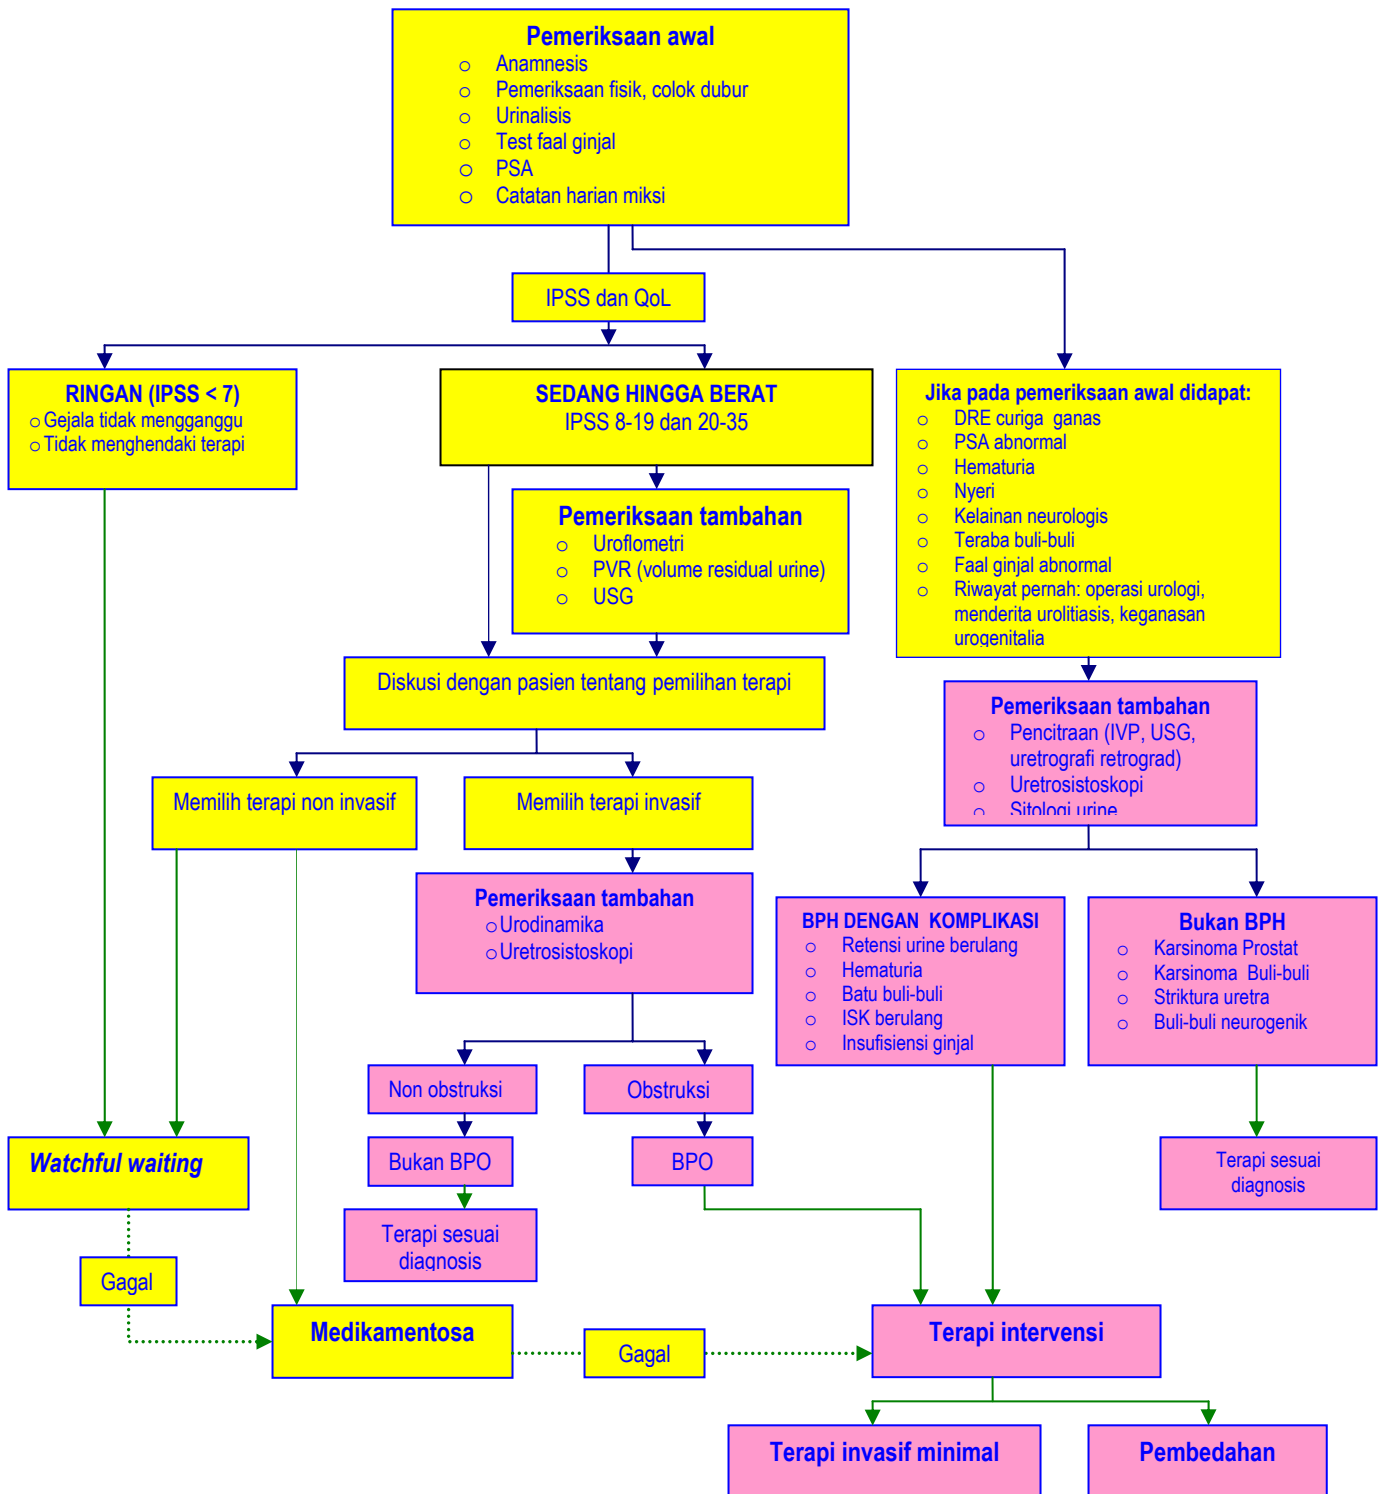 Pemeriksaan awal
o Anamnesis
o Pemeriksaan fisik, colok dubur
o Urinalisis
o Test faal ginjal
o PSA
o Catatan harian miksi
IPSS dan QoL
RINGAN (IPSS < 7)
o Gejala tidak mengganggu
o Tidak menghendaki terapi
SEDANG HINGGA BERAT
IPSS 8-19 dan 20-35
Jika pada pemeriksaan awal didapat:
o DRE curiga ganas
o PSA abnormal
o Hematuria
o Nyeri
o Kelainan neurologis
o Teraba buli-buli
o Faal ginjal abnormal
o Riwayat pernah: operasi urologi,
menderita urolitiasis, keganasan
urogenitalia
Pemeriksaan tambahan
o Uroflometri
o PVR (volume residual urine)
o USG
Diskusi dengan pasien tentang pemilihan terapi
Pemeriksaan tambahan
o Pencitraan (IVP, USG,
uretrografi retrograd)
o Uretrosistoskopi
o Sitologi urine
Memilih terapi non invasif
Memilih terapi invasif
Pemeriksaan tambahan
o Urodinamika
o Uretrosistoskopi
BPH DENGAN KOMPLIKASI
o Retensi urine berulang
o Hematuria
o Batu buli-buli
o ISK berulang
o Insufisiensi ginjal
Bukan BPH
o Karsinoma Prostat
o Karsinoma Buli-buli
o Striktura uretra
o Buli-buli neurogenik
Non obstruksi
Obstruksi
Watchful waiting
Bukan BPO
BPO
Terapi sesuai
diagnosis
Terapi sesuai
diagnosis
Gagal
Medikamentosa
Gagal
Terapi intervensi
Terapi invasif minimal
Pembedahan